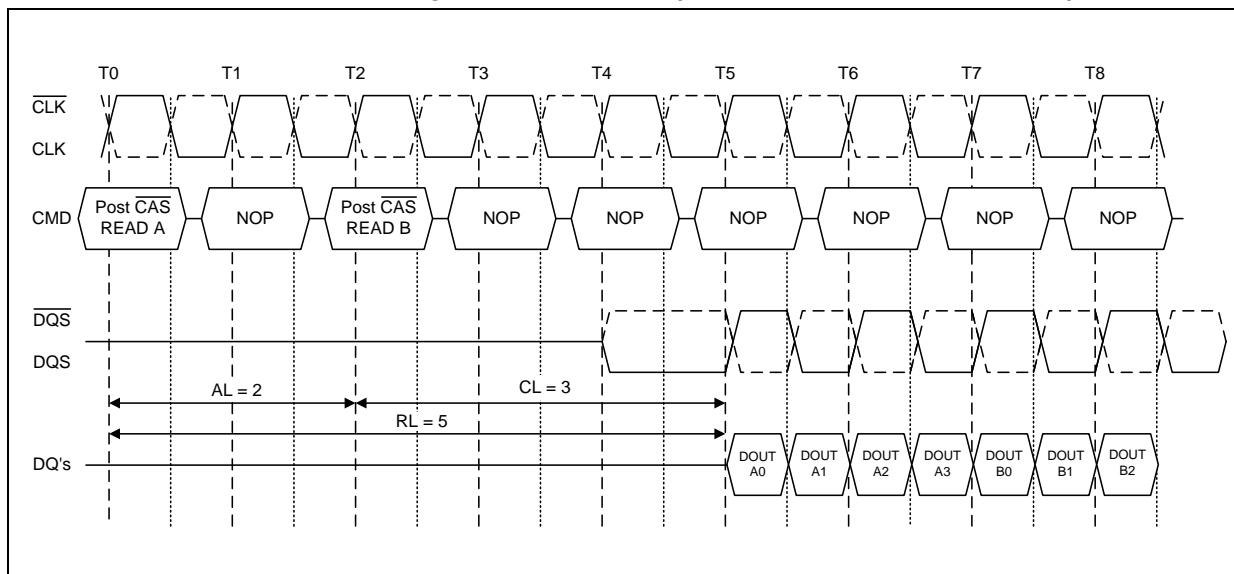 T0 T1 T2 T3 T4 T5 T6 T7 T8
CLK
CLK
CMD
Post CAS
READ A
NOP
Post CAS
READ B
NOP
NOP
NOP
NOP
NOP
NOP
DQS
DQS
AL = 2
CL = 3
RL = 5
DQ's
DOUT
A0
DOUT
A1
DOUT
A2
DOUT
A3
DOUT
B0
DOUT
B1
DOUT
B2